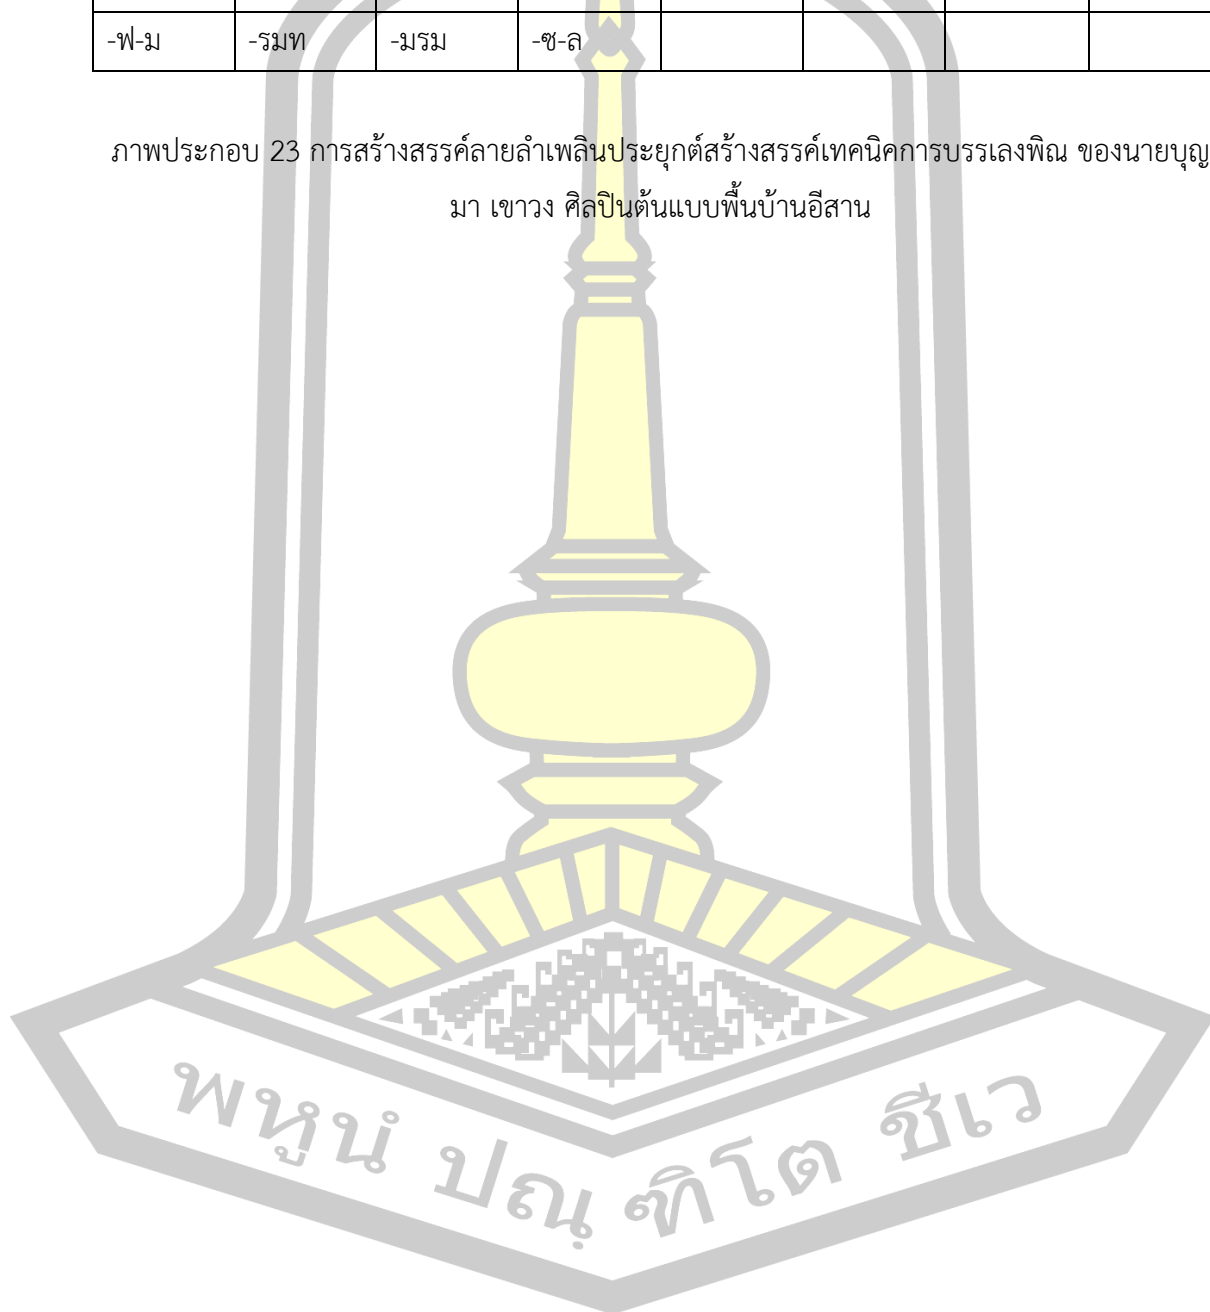 -ฟ-ม -รมท -มรม -ซ-ล
ภาพประกอบ 23 การสร้างสรรค์ลายลำเพลินประยุกต์สร้างสรรค์เทคนิคการบรรเลงพิณ ของนายบุญ
มา เขาวง ศิลปินต้นแบบพื้นบ้านอีสาน
พหูนํ ปณฺฑิโต ชีเว